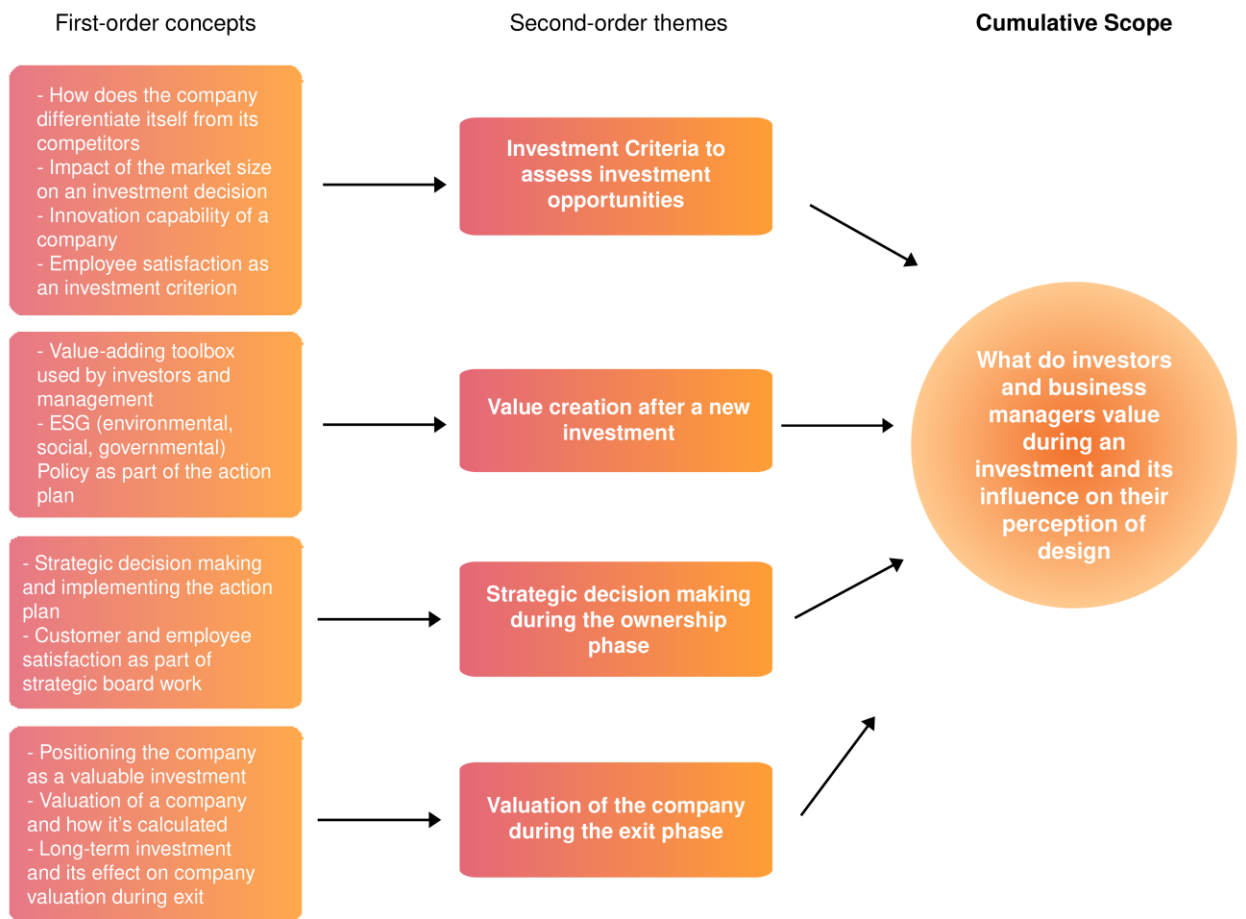 First-order concepts
Second-order themes
Cumulative Scope
- How does the company
differentiate itself from its
competitors
- Impact of the market size
on an investment decision
- Innovation capability of a
company
- Employee satisfaction as
an investment criterion
Investment Criteria to
assess investment
opportunities
- Value-adding toolbox
used by investors and
management
- ESG (environmental,
social, governmental)
Policy as part of the action
plan
Value creation after a new
investment
- Strategic decision making
and implementing the action
plan
- Customer and employee
satisfaction as part of
strategic board work
Strategic decision making
during the ownership
phase
- Positioning the company
as a valuable investment
- Valuation of a company
and how it's calculated
- Long-term investment
and its effect on company
valuation during exit
Valuation of the company
during the exit phase
What do investors
and business
managers value
during an
investment and its
influence on their
perception of
design